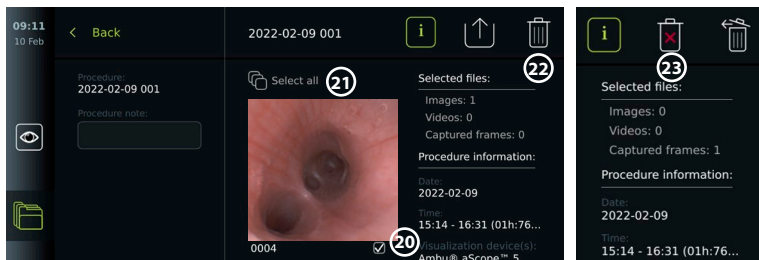 09:11
10 Feb
Back
2022-02-09 001
i
22
Procedure:
2022-02-09 001
Procedure note:
Select all
21
0004
20
Selected files:
Images: 1
Videos: 0
Captured frames: 0
Procedure information:
Date:
2022-02-09
Time:
15:14 - 16:31 (01h:76...
Visualization device(s):
Ambu® aScope™ 5
i
23
Selected files:
Images: 0
Videos: 0
Captured frames: 1
Procedure information:
Date:
2022-02-09
Time:
15:14 - 16:31 (01h:76...